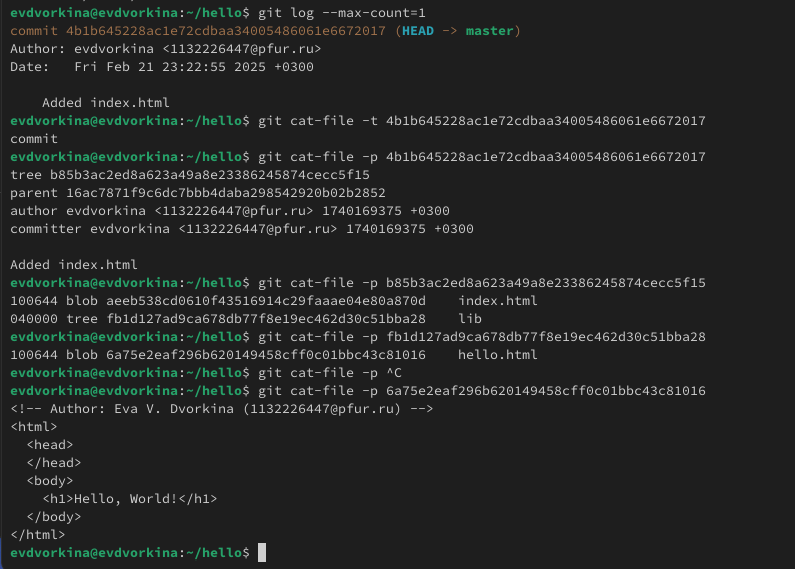 evdvorkina@evdvorkina:~/hello$ git log --max-count=1
commit 4b1b645228ac1e72cdbaa34005486061e6672017 (HEAD -> master)
Author: evdvorkina <1132226447@pfur.ru>
Date:   Fri Feb 21 23:22:55 2025 +0300

    Added index.html
evdvorkina@evdvorkina:~/hello$ git cat-file -t 4b1b645228ac1e72cdbaa34005486061e6672017
commit
evdvorkina@evdvorkina:~/hello$ git cat-file -p 4b1b645228ac1e72cdbaa34005486061e6672017
tree b85b3ac2ed8a623a49a8e23386245874cecc5f15
parent 16ac7871f9c6dc7bbb4daba298542920b02b2852
author evdvorkina <1132226447@pfur.ru> 1740169375 +0300
committer evdvorkina <1132226447@pfur.ru> 1740169375 +0300

Added index.html
evdvorkina@evdvorkina:~/hello$ git cat-file -p b85b3ac2ed8a623a49a8e23386245874cecc5f15
100644 blob aeeb538cd0610f43516914c29faaae04e80a870d    index.html
040000 tree fb1d127ad9ca678db77f8e19ec462d30c51bba28    lib
evdvorkina@evdvorkina:~/hello$ git cat-file -p fb1d127ad9ca678db77f8e19ec462d30c51bba28
100644 blob 6a75e2eaf296b620149458cff0c01bbc43c81016    hello.html
evdvorkina@evdvorkina:~/hello$ git cat-file -p ^C
evdvorkina@evdvorkina:~/hello$ git cat-file -p 6a75e2eaf296b620149458cff0c01bbc43c81016
<!-- Author: Eva V. Dvorkina (1132226447@pfur.ru) -->
<html>
  <head>
  </head>
  <body>
    <h1>Hello, World!</h1>
  </body>
</html>
evdvorkina@evdvorkina:~/hello$